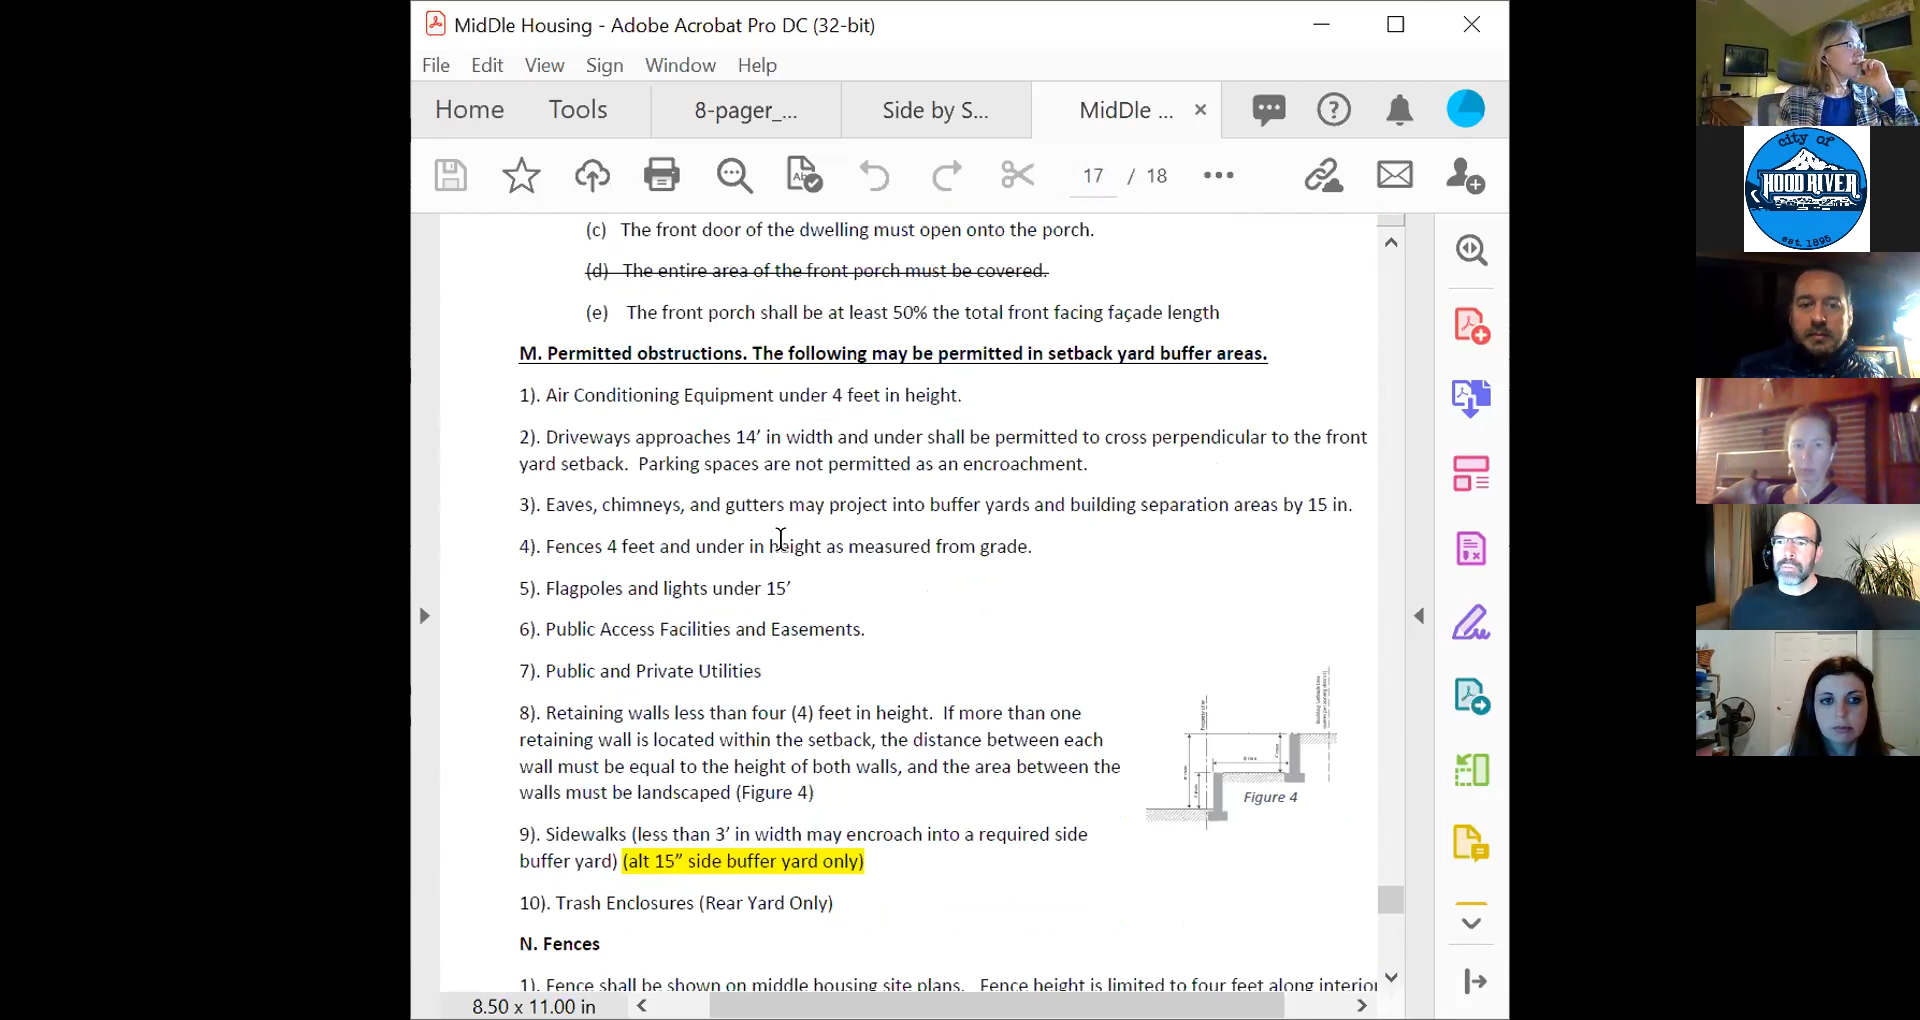 MidDle Housing - Adobe Acrobat Pro DC (32-bit)
File Edit View Sign Window Help
Home Tools 8-pager_... Side by S... MidDle ...
17 / 18
(c) The front door of the dwelling must open onto the porch.
(d) The entire area of the front porch must be covered.
(e) The front porch shall be at least 50% the total front facing façade length
M. Permitted obstructions. The following may be permitted in setback yard buffer areas.
1). Air Conditioning Equipment under 4 feet in height.
2). Driveways approaches 14’ in width and under shall be permitted to cross perpendicular to the front
yard setback. Parking spaces are not permitted as an encroachment.
3). Eaves, chimneys, and gutters may project into buffer yards and building separation areas by 15 in.
4). Fences 4 feet and under in height as measured from grade.
5). Flagpoles and lights under 15’
6). Public Access Facilities and Easements.
7). Public and Private Utilities
8). Retaining walls less than four (4) feet in height. If more than one
retaining wall is located within the setback, the distance between each
wall must be equal to the height of both walls, and the area between the
walls must be landscaped (Figure 4)
Property Line
Figure 4
9). Sidewalks (less than 3’ in width may encroach into a required side
buffer yard) (alt 15” side buffer yard only)
10). Trash Enclosures (Rear Yard Only)
N. Fences
1). Fence shall be shown on middle housing site plans. Fence height is limited to four feet along interior
8.50 x 11.00 in
city of
HOOD RIVER
est. 1895